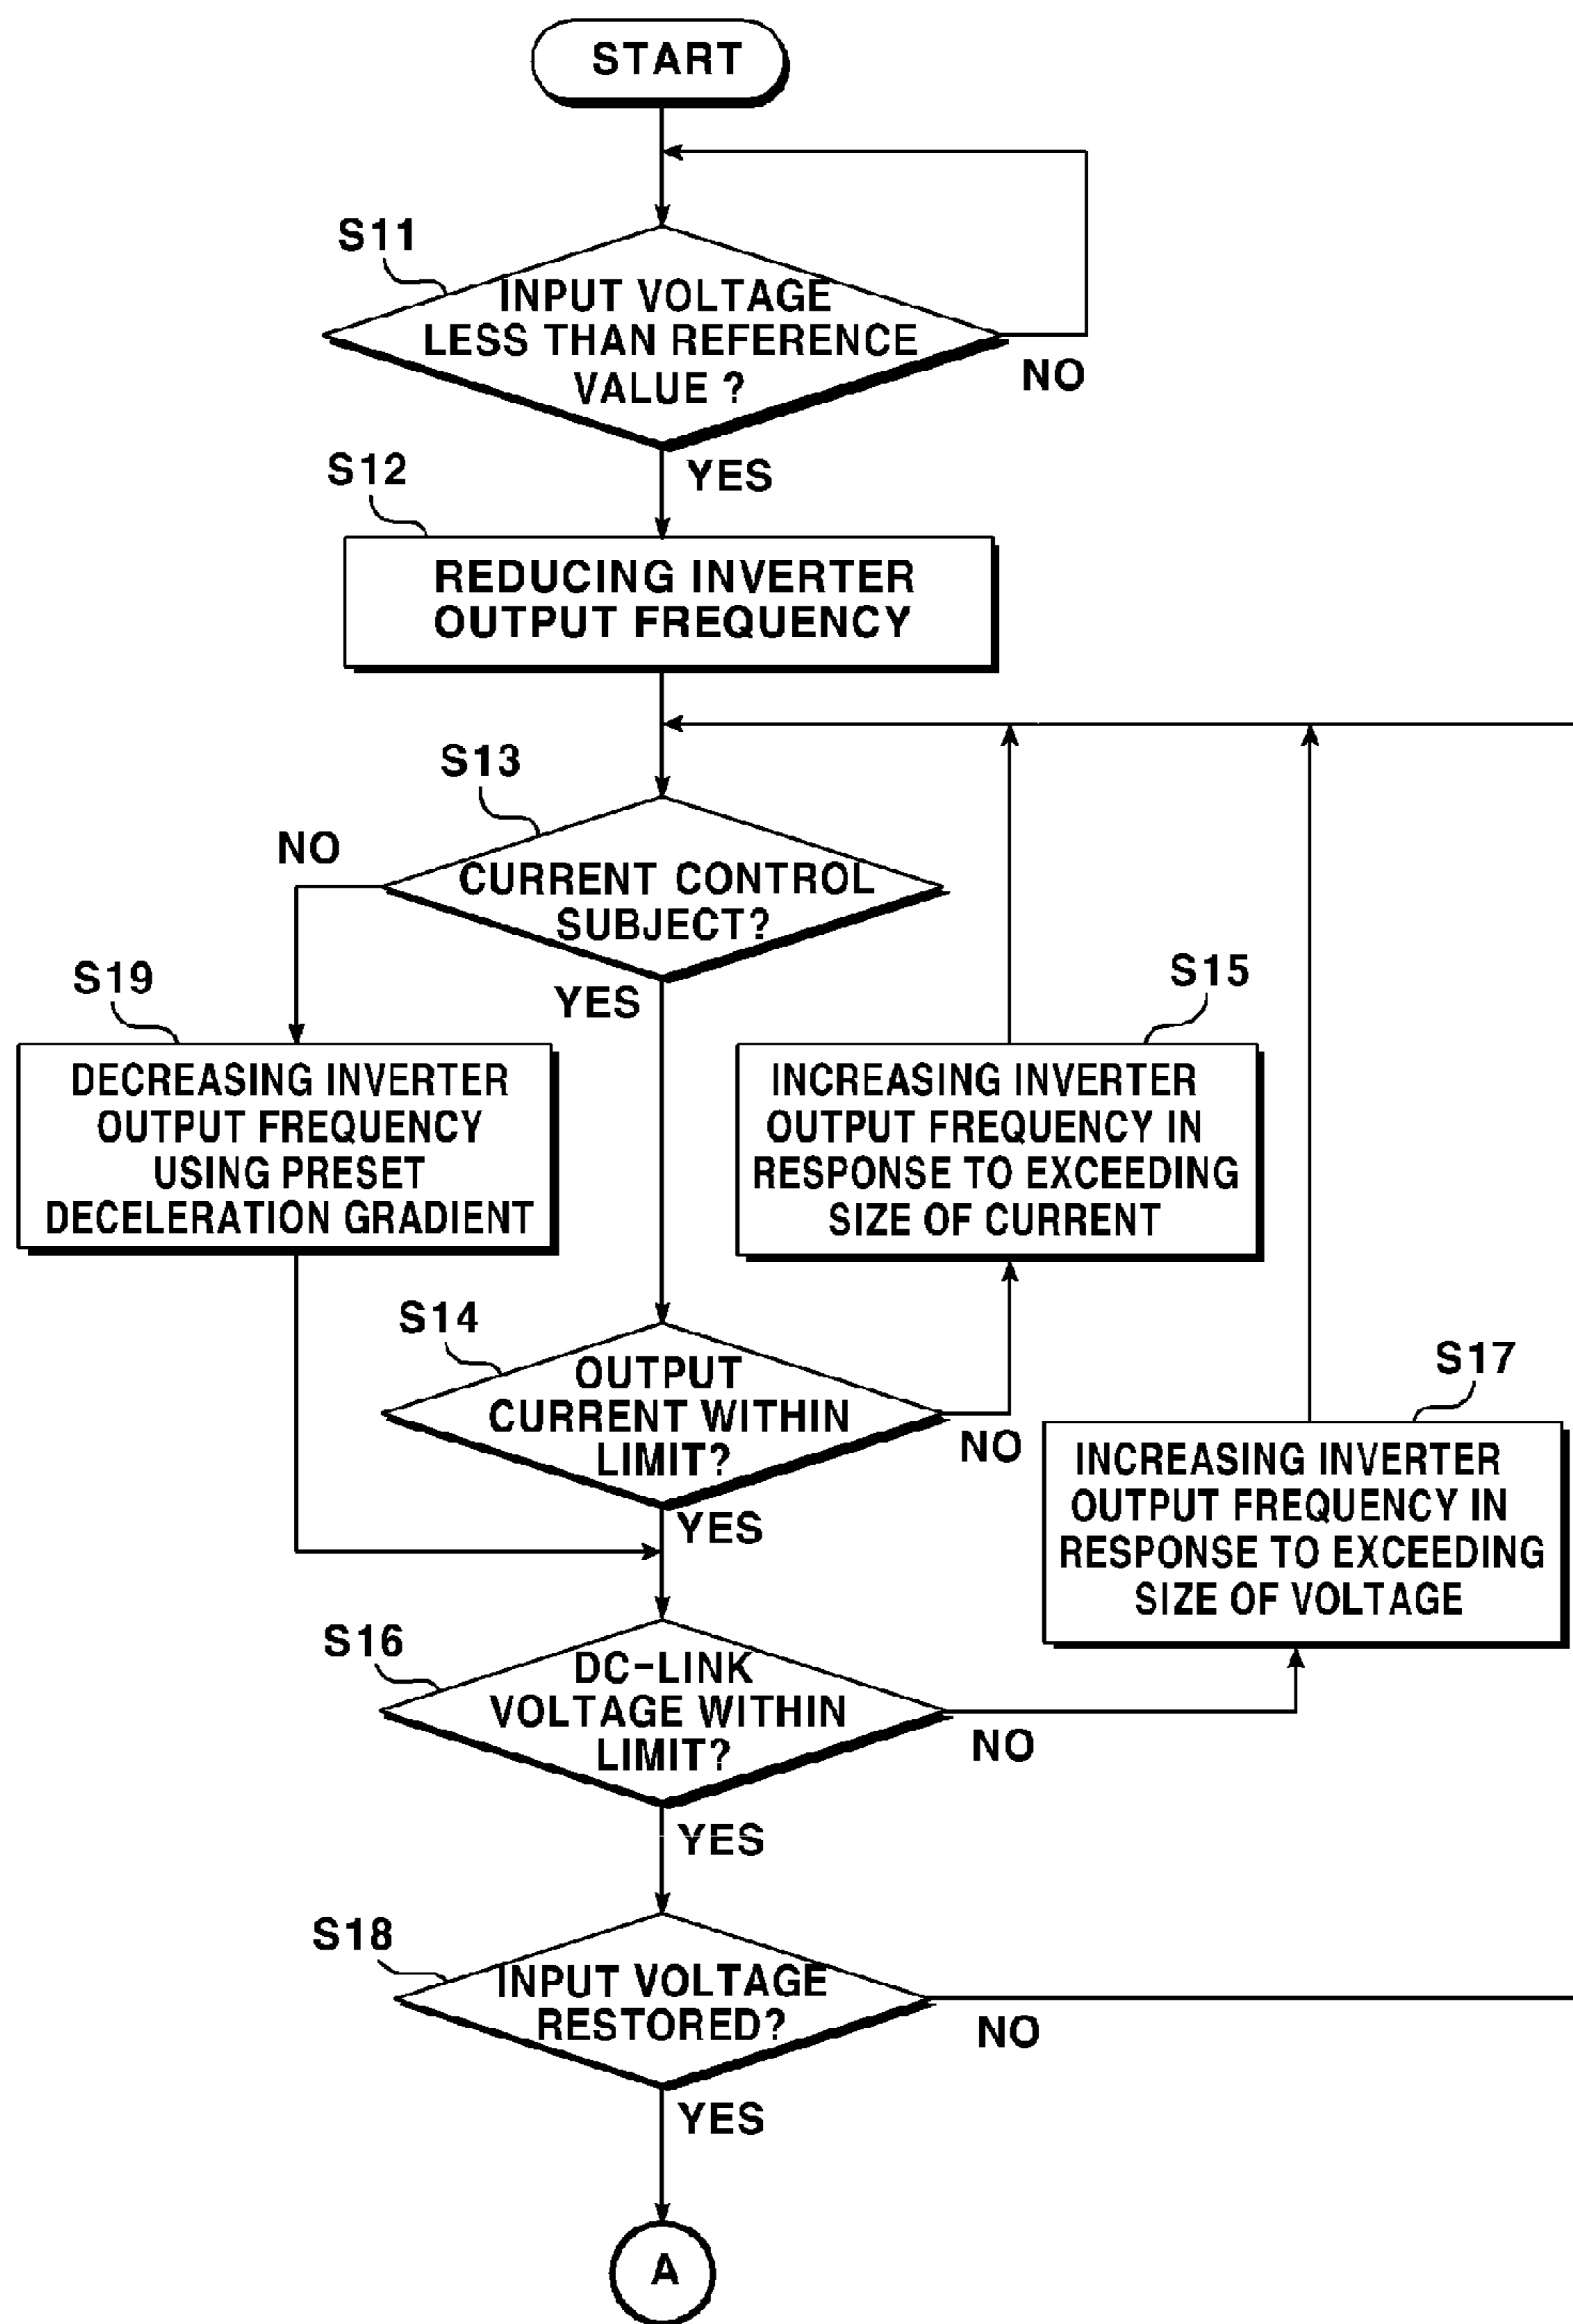 START
S11
INPUT VOLTAGE
LESS THAN REFERENCE
VALUE ?
NO
YES
S12
REDUCING INVERTER
OUTPUT FREQUENCY
S13
NO
CURRENT CONTROL
SUBJECT?
YES
S19
DECREASING INVERTER
OUTPUT FREQUENCY
USING PRESET
DECELERATION GRADIENT
S15
INCREASING INVERTER
OUTPUT FREQUENCY IN
RESPONSE TO EXCEEDING
SIZE OF CURRENT
S14
OUTPUT
CURRENT WITHIN
LIMIT?
NO
YES
S17
INCREASING INVERTER
OUTPUT FREQUENCY IN
RESPONSE TO EXCEEDING
SIZE OF VOLTAGE
S16
DC-LINK
VOLTAGE WITHIN
LIMIT?
NO
YES
S18
INPUT VOLTAGE
RESTORED?
NO
YES
A